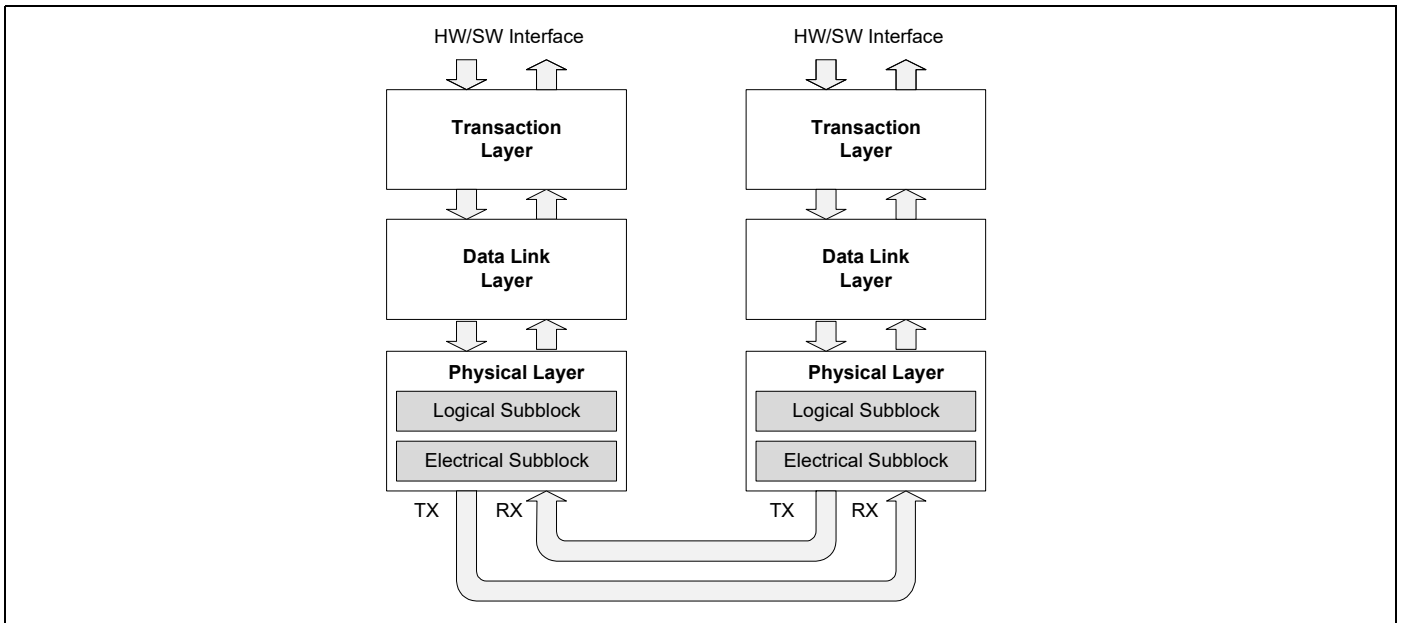 HW/SW Interface
HW/SW Interface
Transaction
Layer
Transaction
Layer
Data Link
Layer
Data Link
Layer
Physical Layer
Logical Subblock
Electrical Subblock
Physical Layer
Logical Subblock
Electrical Subblock
TX
RX
TX
RX